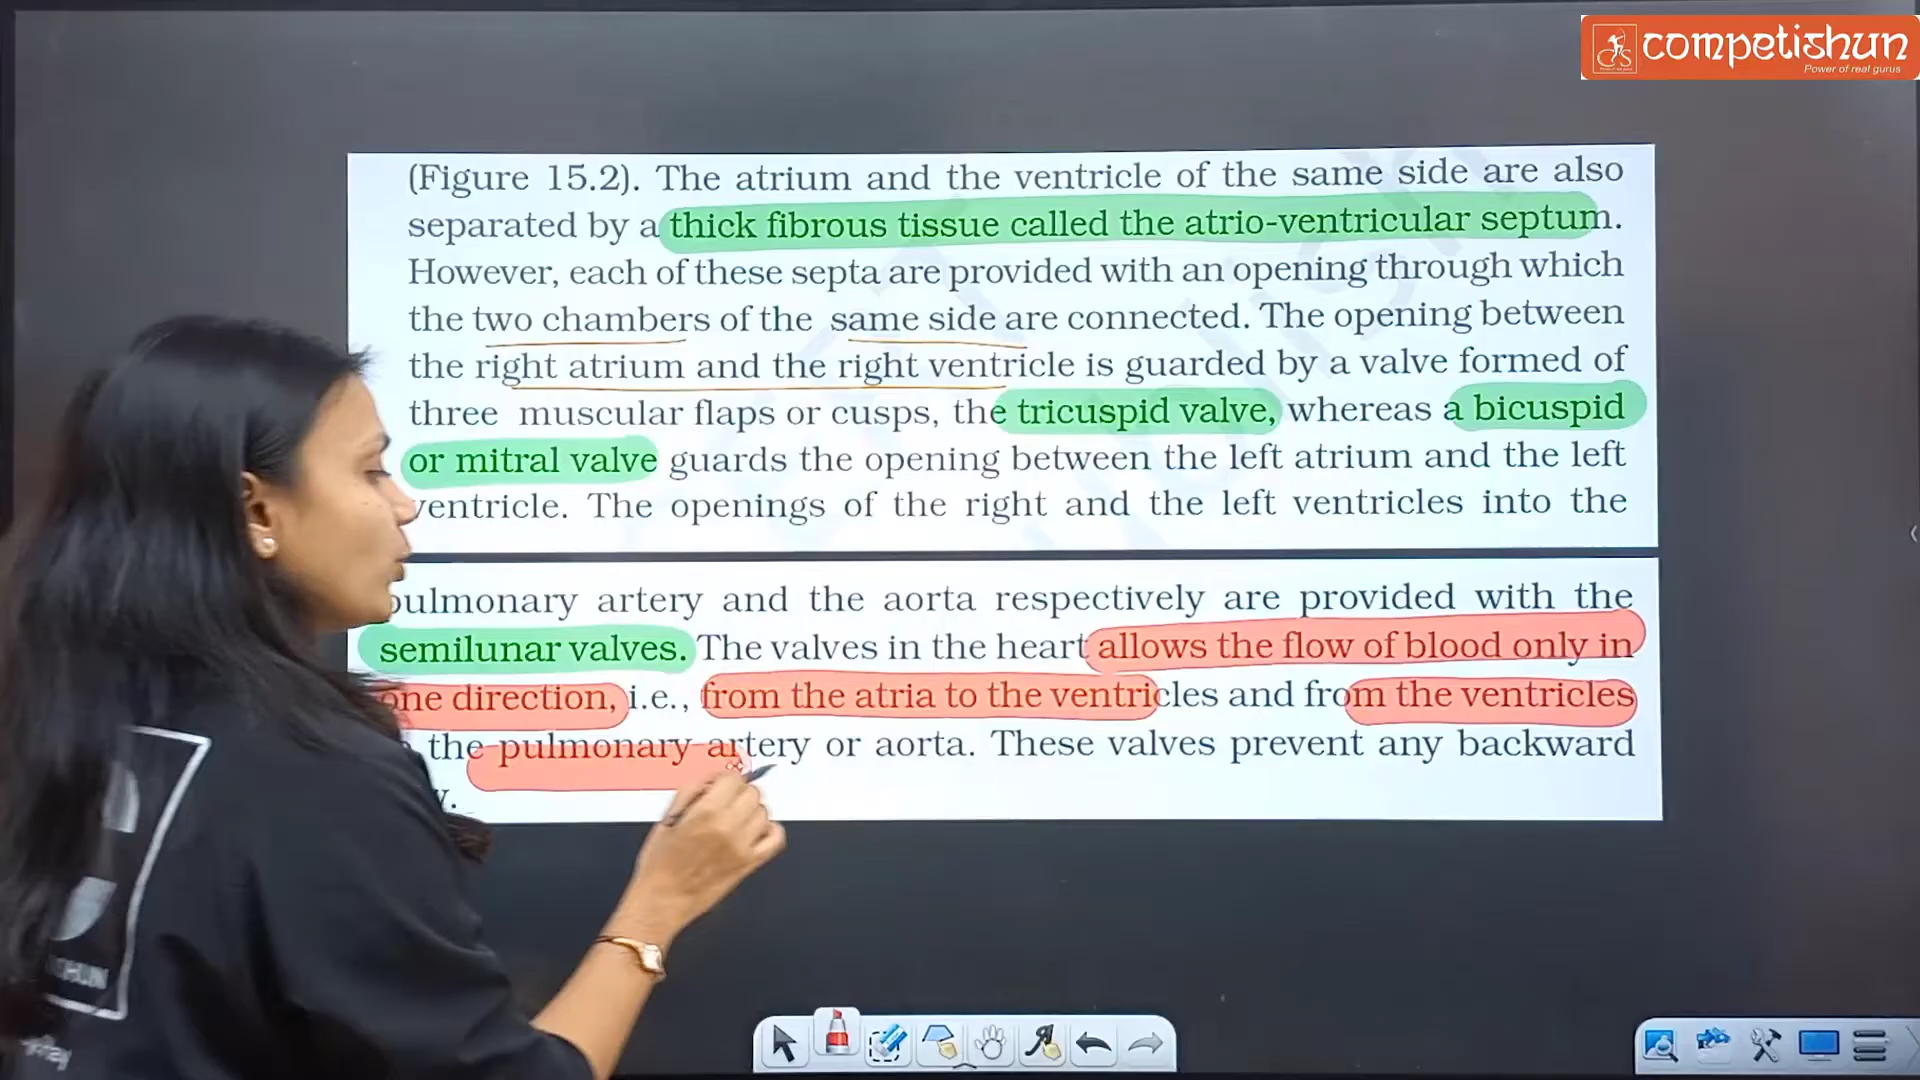 competishun
Power of real gurus
(Figure 15.2). The atrium and the ventricle of the same side are also
separated by a thick fibrous tissue called the atrio-ventricular septum.
However, each of these septa are provided with an opening through which
the two chambers of the same side are connected. The opening between
the right atrium and the right ventricle is guarded by a valve formed of
three muscular flaps or cusps, the tricuspid valve, whereas a bicuspid
or mitral valve guards the opening between the left atrium and the left
ventricle. The openings of the right and the left ventricles into the
pulmonary artery and the aorta respectively are provided with the
semilunar valves. The valves in the heart allows the flow of blood only in
one direction, i.e., from the atria to the ventricles and from the ventricles
the pulmonary artery or aorta. These valves prevent any backward